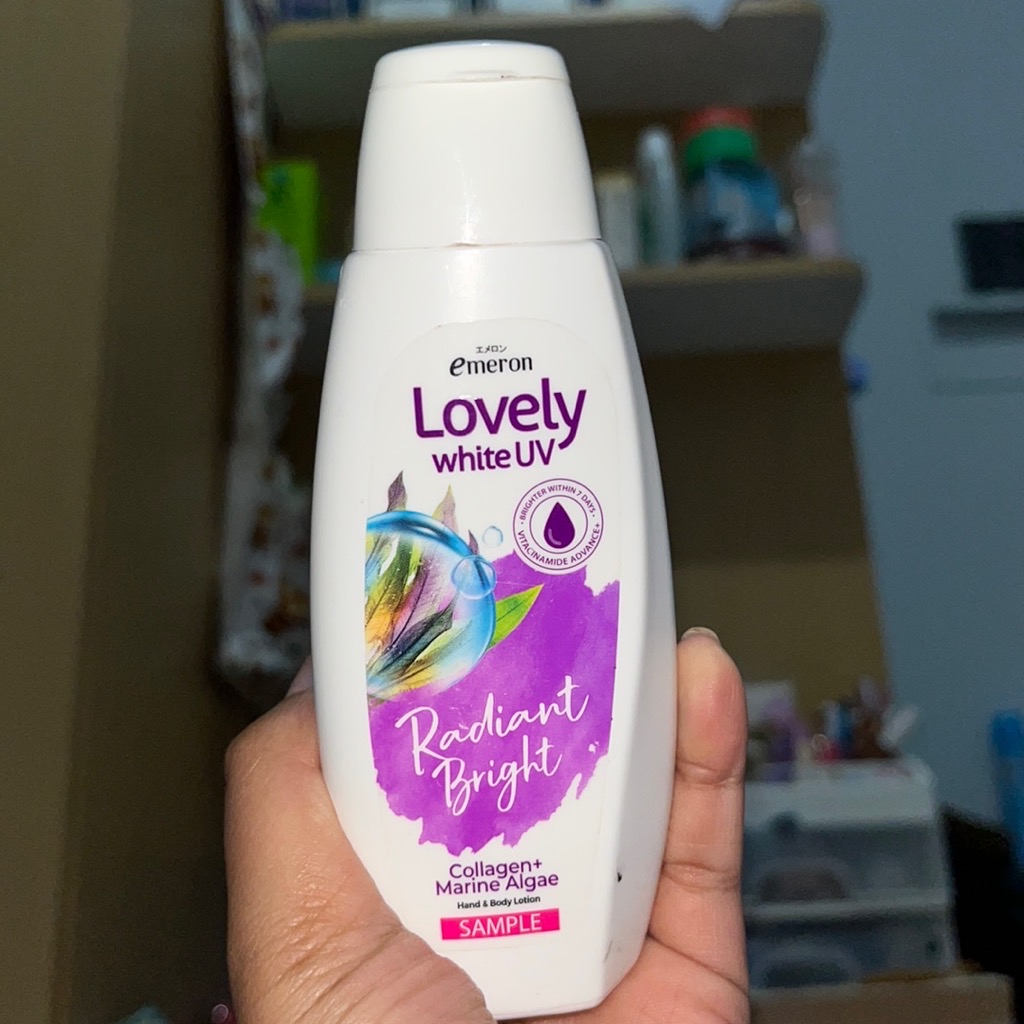 エメロン
emeron
Lovely
white UV
BRIGHTER WITHIN 7 DAYS
VITACINAMIDE ADVANCE+
Radiant
Bright
Collagen+
Marine Algae
Hand & Body Lotion
SAMPLE